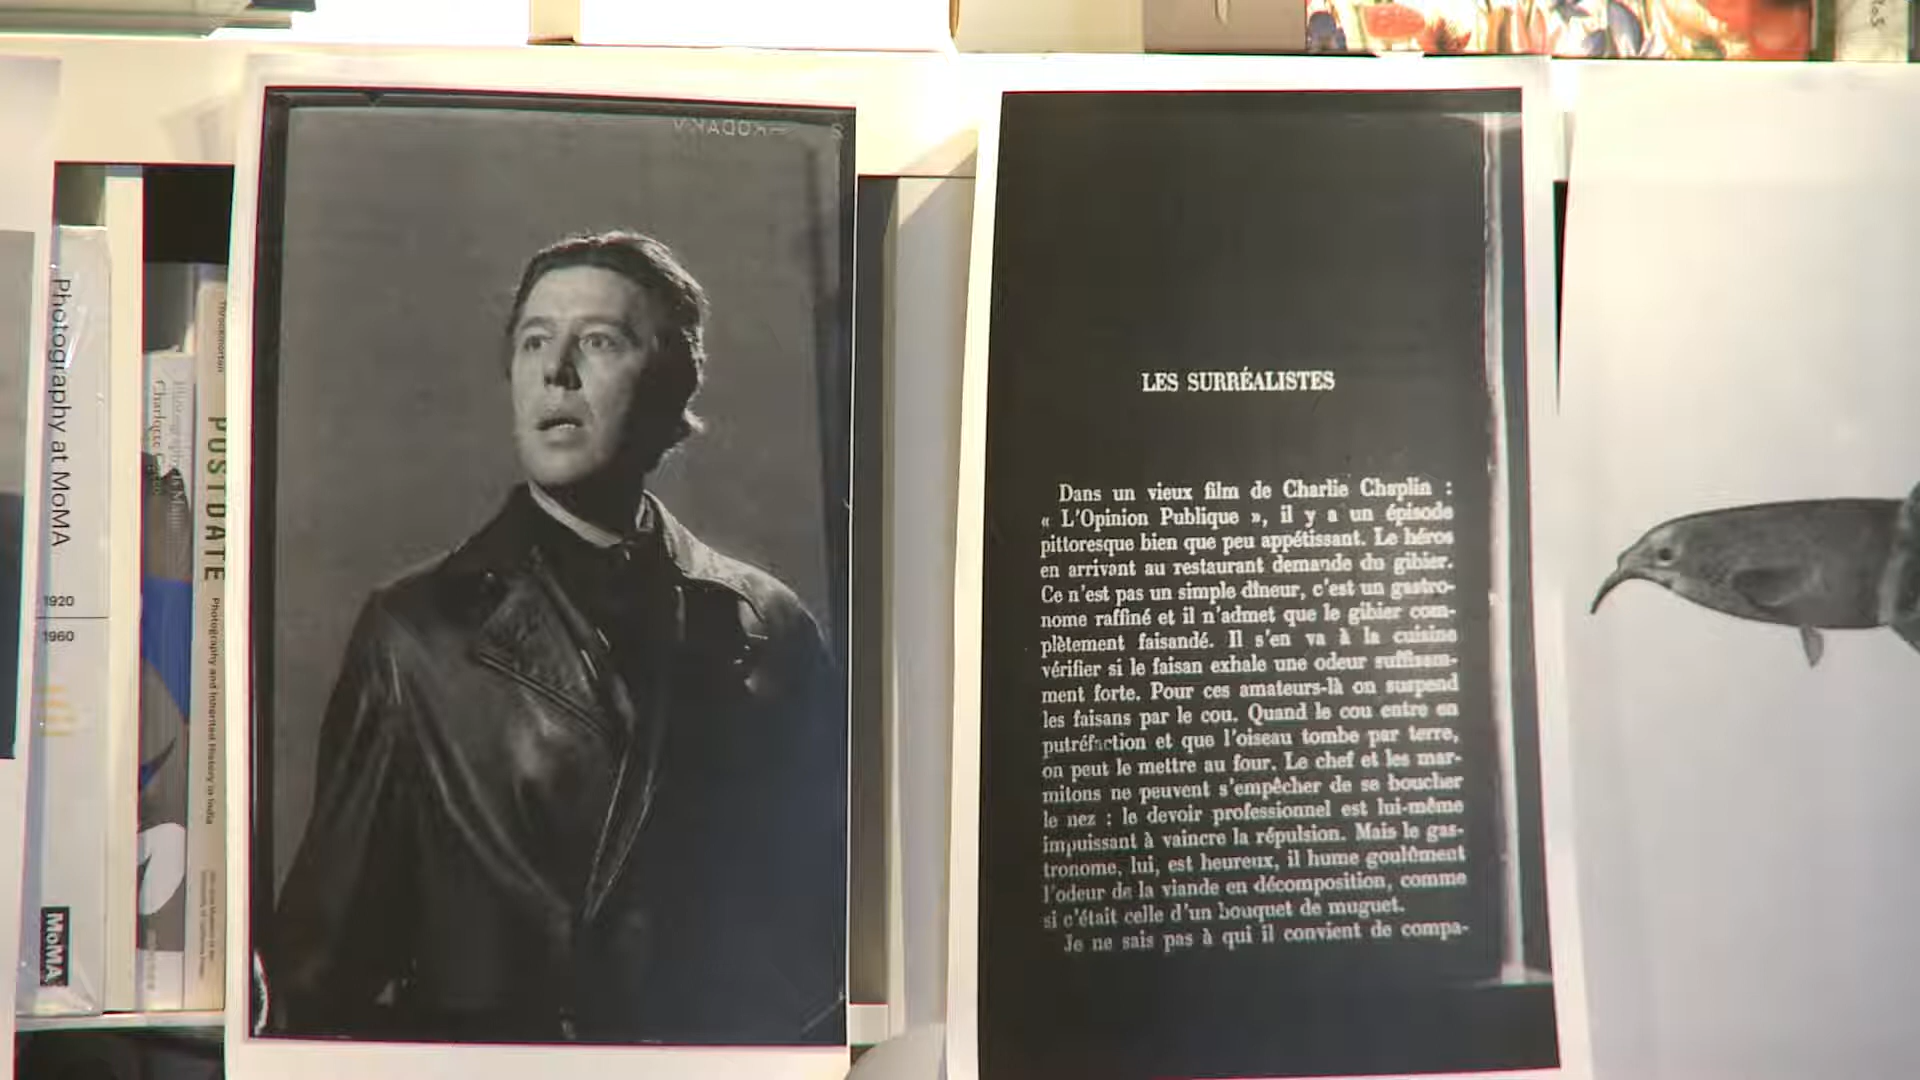 Photography at MoMA
1920
1960
MoMA
POSTDATE
Photography and Inherited History in India
KODAK
LES SURRÉALISTES
Dans un vieux film de Charlie Chaplin :
« L'Opinion Publique », il y a un épisode
pittoresque bien que peu appétissant. Le héros
en arrivant au restaurant demande du gibier.
Ce n'est pas un simple dîneur, c'est un gastro-
nome raffiné et il n'admet que le gibier com-
plètement faisandé. Il s'en va à la cuisine
vérifier si le faisan exhale une odeur suffisam-
ment forte. Pour ces amateurs-là on suspend
les faisans par le cou. Quand le cou entre en
putréfaction et que l'oiseau tombe par terre,
on peut le mettre au four. Le chef et les mar-
mitons ne peuvent s'empêcher de se boucher
le nez : le devoir professionnel est lui-même
impuissant à vaincre la répulsion. Mais le gas-
tronome, lui, est heureux, il hume goulûment
l'odeur de la viande en décomposition, comme
si c'était celle d'un bouquet de muguet.
Je ne sais pas à qui il convient de compa-